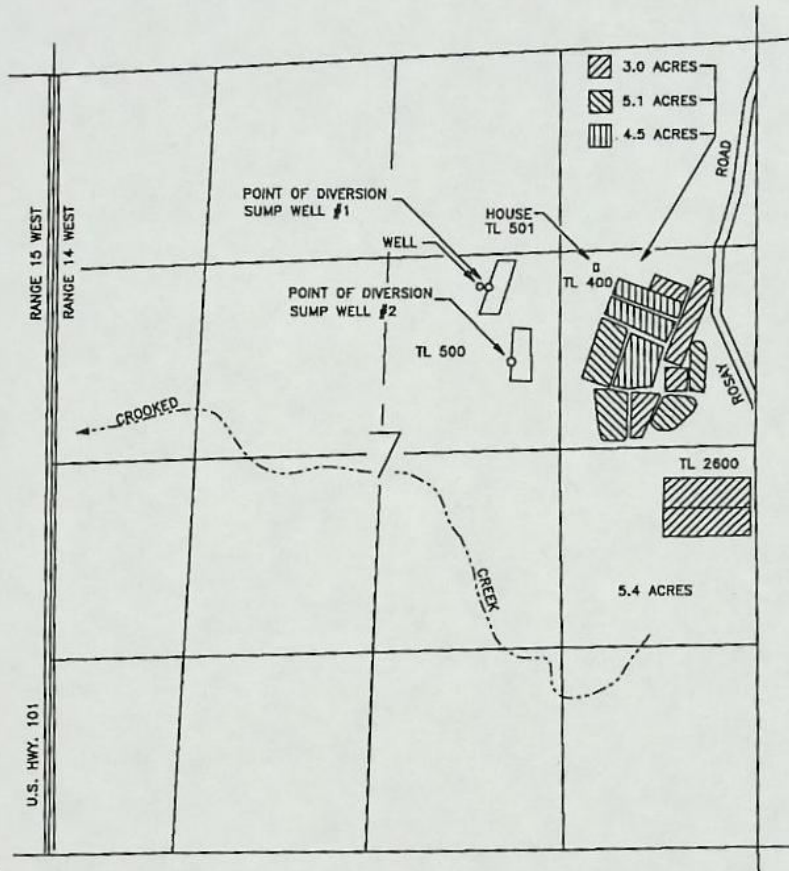 3.0 ACRES
5.1 ACRES
4.5 ACRES
ROAD
POINT OF DIVERSION
SUMP WELL #1
HOUSE
TL 501
WELL
TL 400
POINT OF DIVERSION
SUMP WELL #2
TL 500
RANGE 15 WEST
RANGE 14 WEST
ROSAY
CROOKED
7
TL 2600
CREEK
5.4 ACRES
U.S. HWY. 101